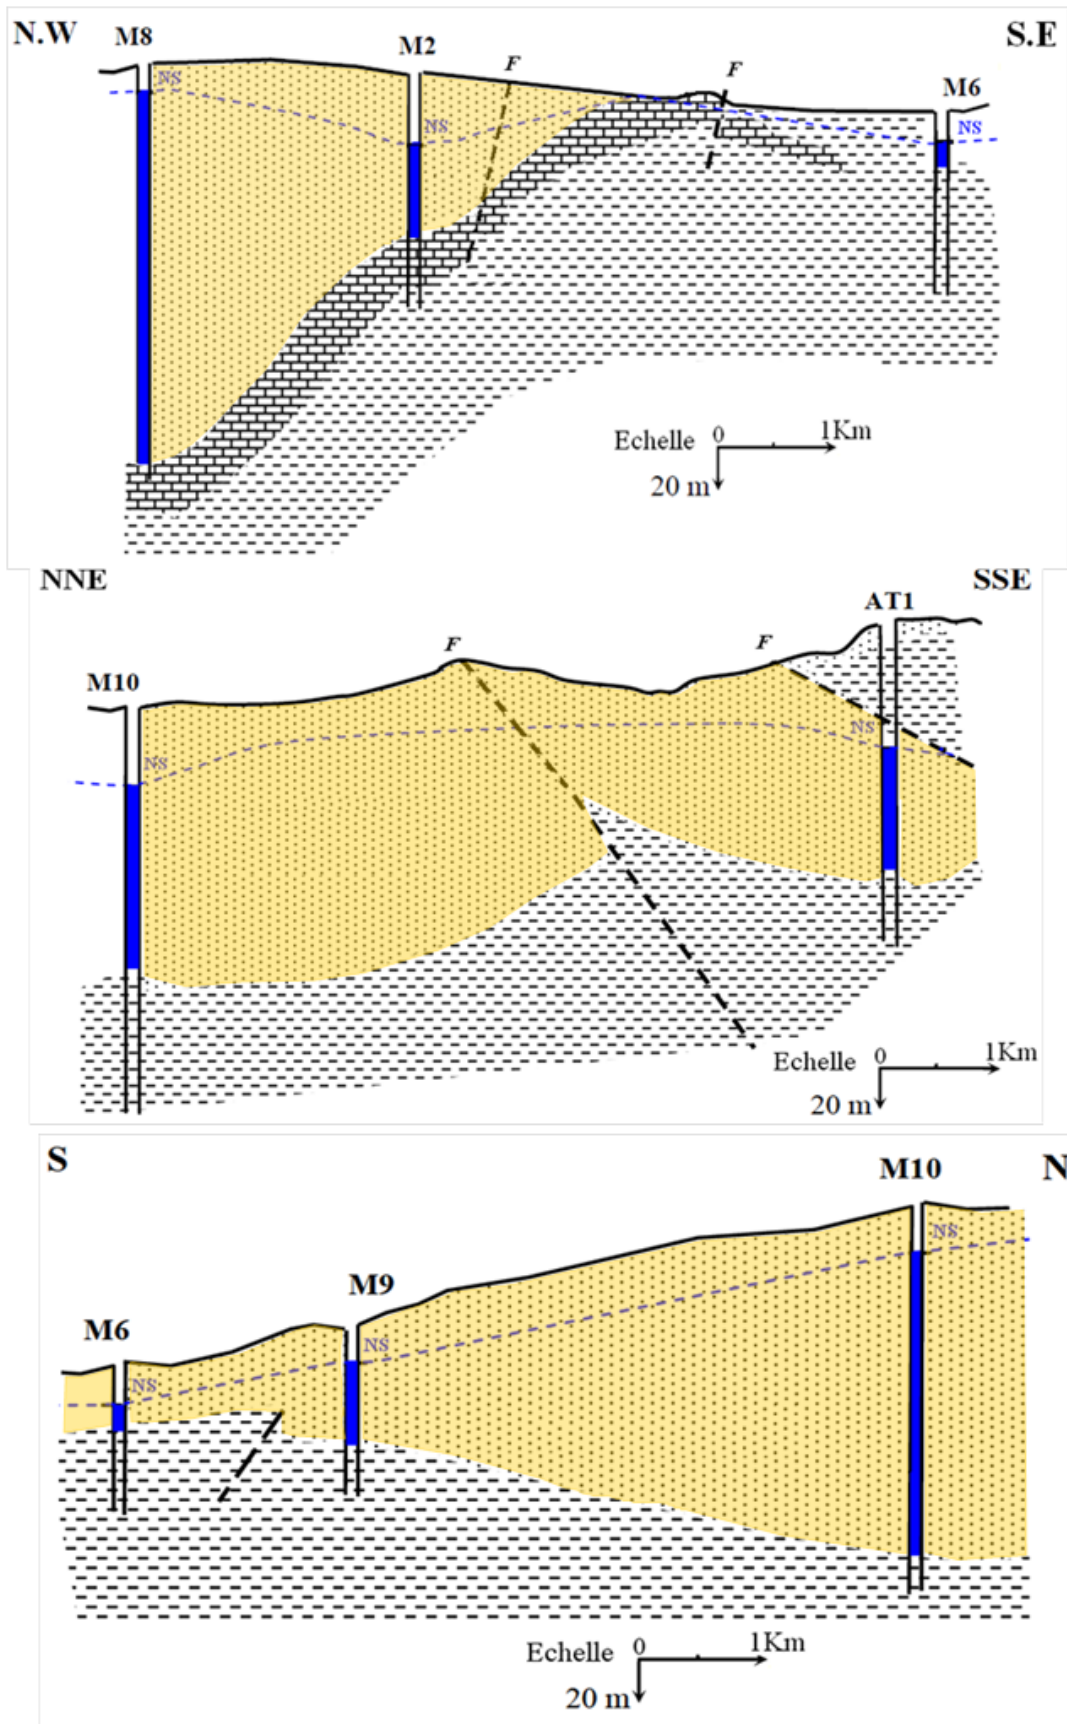 N.W S.E
M8 M2 F F M6
NS NS NS
Echelle 0 1Km
20 m
NNE SSE
AT1
F F
M10
NS NS
Echelle 0 1Km
20 m
S N
M10
NS
M9
NS
M6
NS
Echelle 0 1Km
20 m